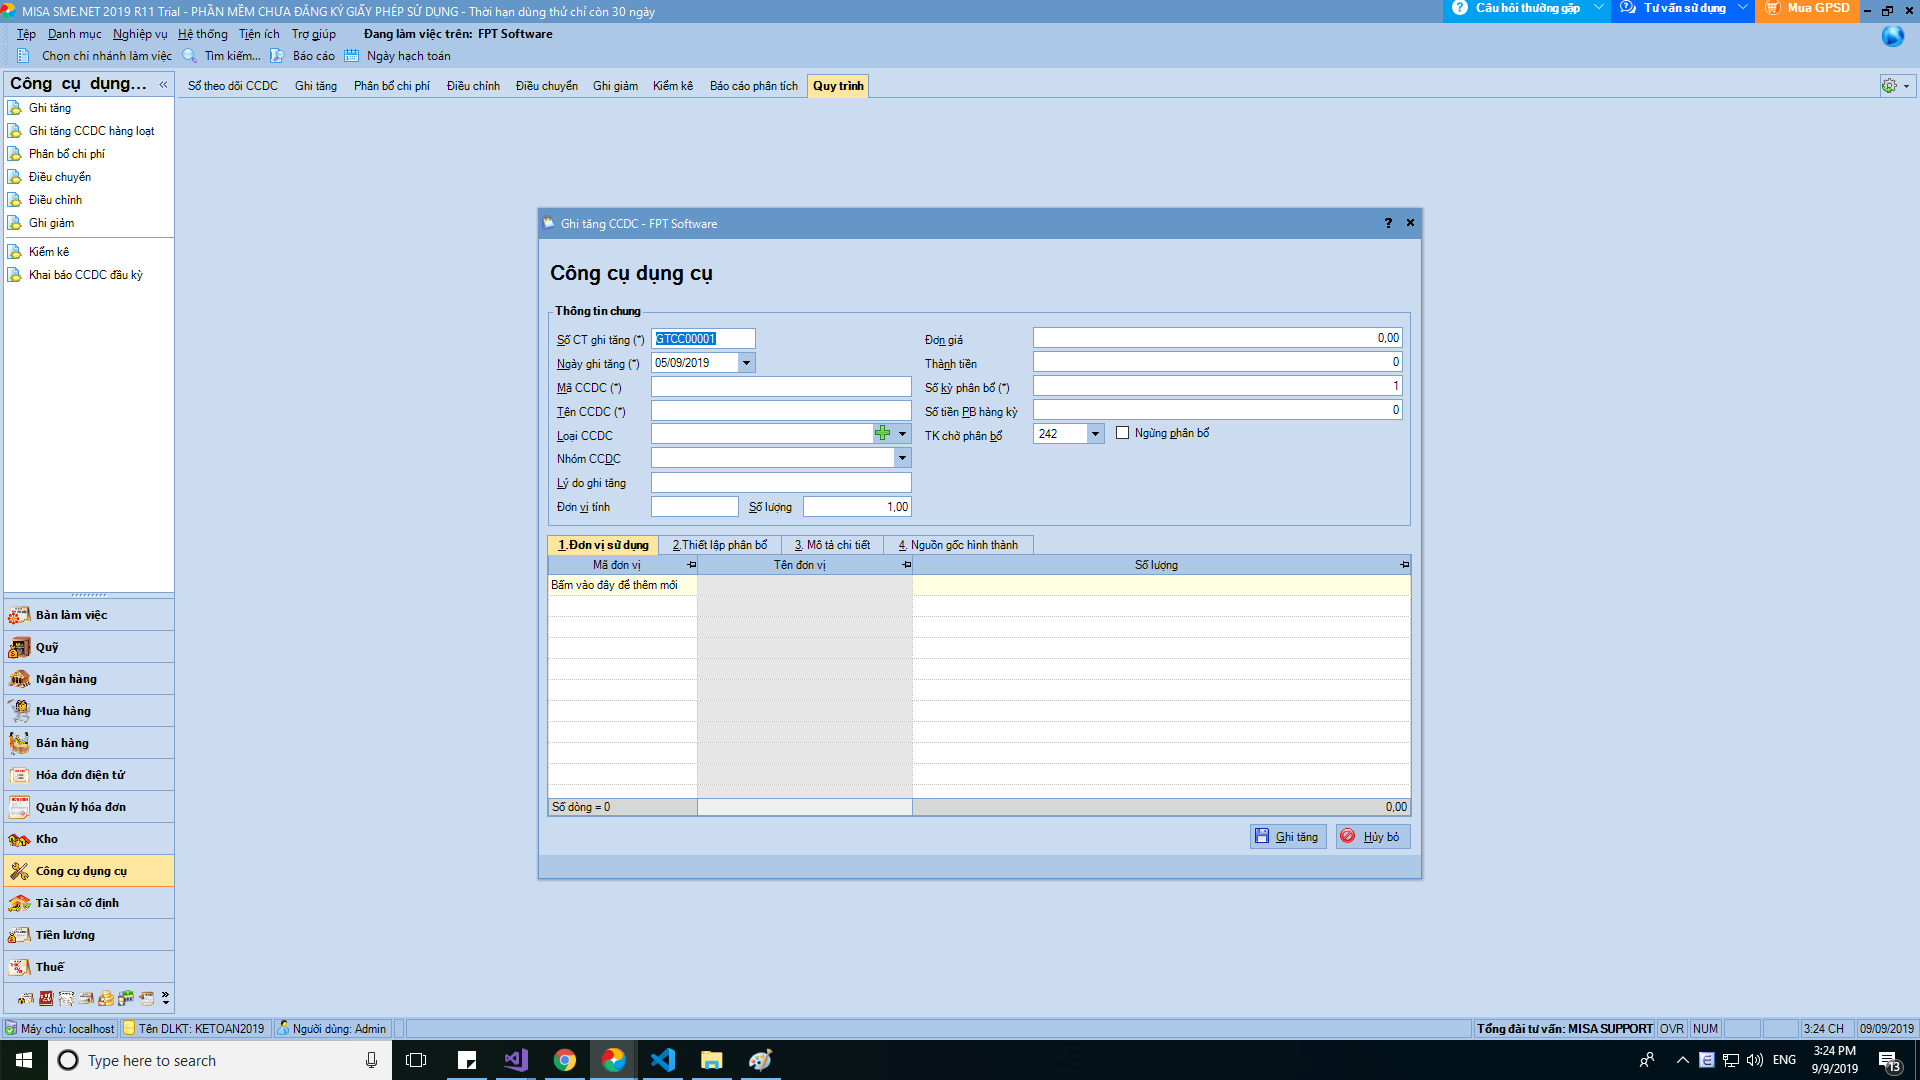 MISA SME.NET 2019 R11 Trial - PHẦN MỀM CHƯA ĐĂNG KÝ GIẤY PHÉP SỬ DỤNG - Thời hạn dùng thử chỉ còn 30 ngày
Câu hỏi thường gặp
Tư vấn sử dụng
Mua GPSD
Tệp Danh mục Nghiệp vụ Hệ thống Tiện ích Trợ giúp Đang làm việc trên: FPT Software
Chọn chi nhánh làm việc Tìm kiếm... Báo cáo Ngày hạch toán
Công cụ dụng... «
Sổ theo dõi CCDC Ghi tăng Phân bổ chi phí Điều chỉnh Điều chuyển Ghi giảm Kiểm kê Báo cáo phân tích Quy trình
Ghi tăng
Ghi tăng CCDC hàng loạt
Phân bổ chi phí
Điều chuyển
Điều chỉnh
Ghi giảm
Kiểm kê
Khai báo CCDC đầu kỳ
Bàn làm việc
Quỹ
Ngân hàng
Mua hàng
Bán hàng
Hóa đơn điện tử
Quản lý hóa đơn
Kho
Công cụ dụng cụ
Tài sản cố định
Tiền lương
Thuế
Ghi tăng CCDC - FPT Software
Công cụ dụng cụ
Thông tin chung
Số CT ghi tăng (*) GTCC00001
Ngày ghi tăng (*) 05/09/2019
Mã CCDC (*)
Tên CCDC (*)
Loại CCDC
Nhóm CCDC
Lý do ghi tăng
Đơn vị tính Số lượng 1,00
Đơn giá 0,00
Thành tiền 0
Số kỳ phân bổ (*) 1
Số tiền PB hàng kỳ 0
TK chờ phân bổ 242 Ngừng phân bổ
1.Đơn vị sử dụng 2.Thiết lập phân bổ 3. Mô tả chi tiết 4. Nguồn gốc hình thành
Mã đơn vị Tên đơn vị Số lượng
Bấm vào đây để thêm mới
Số dòng = 0 0,00
Ghi tăng Hủy bỏ
Máy chủ: localhost Tên DLKT: KETOAN2019 Người dùng: Admin Tổng đài tư vấn: MISA SUPPORT OVR NUM 3:24 CH 09/09/2019
Type here to search
ENG
3:24 PM
9/9/2019
13